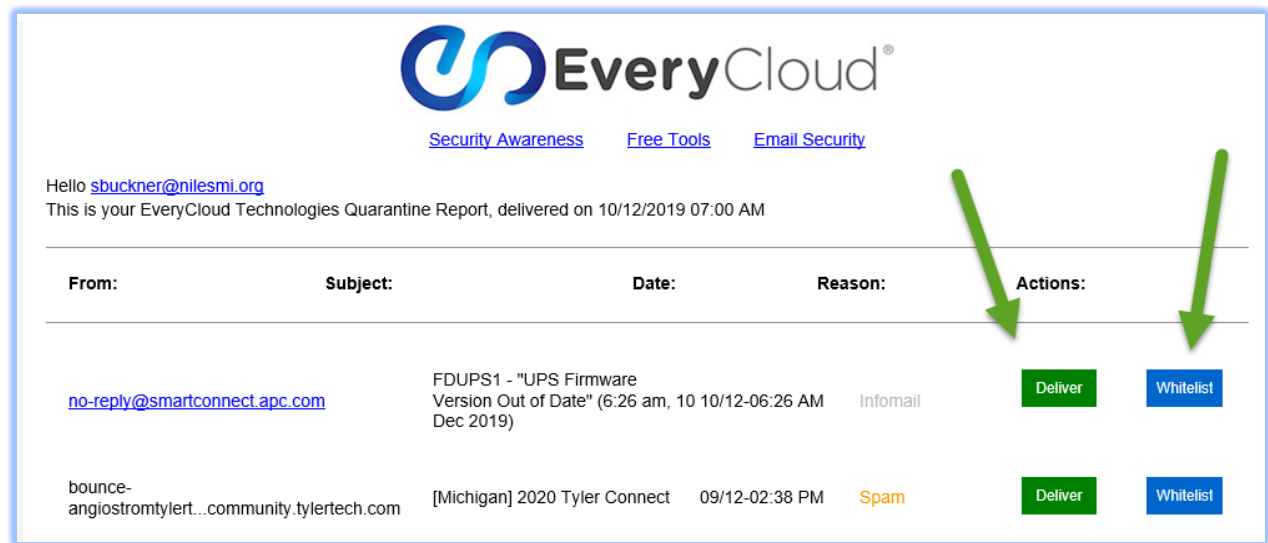 EveryCloud®
Security Awareness Free Tools Email Security
Hello sbuckner@nilesmi.org
This is your EveryCloud Technologies Quarantine Report, delivered on 10/12/2019 07:00 AM
From: Subject: Date: Reason: Actions:
FDUPS1 - "UPS Firmware
no-reply@smartconnect.apc.com Version Out of Date" (6:26 am, 10 10/12-06:26 AM Infomail Deliver Whitelist
Dec 2019)
bounce-
angiostromtylert...community.tylertech.com [Michigan] 2020 Tyler Connect 09/12-02:38 PM Spam Deliver Whitelist